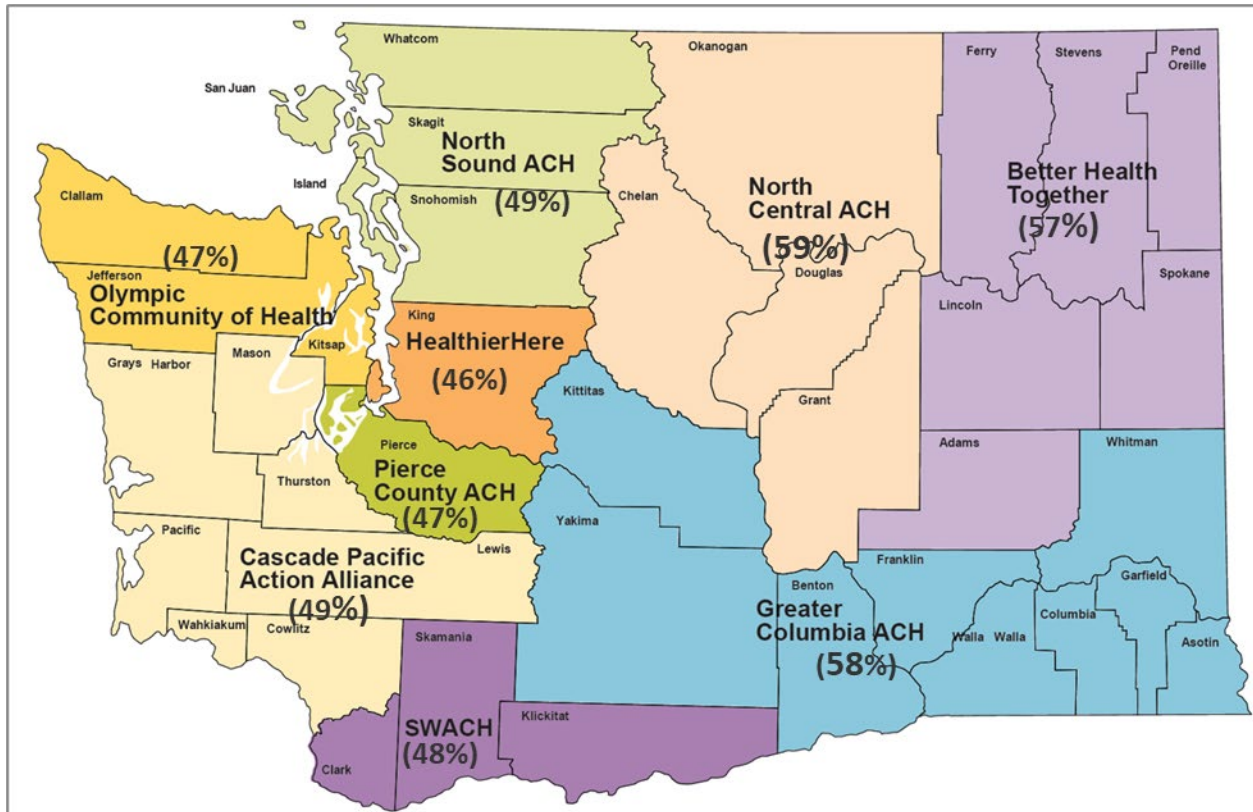 Whatcom
San Juan
Skagit
North
Sound ACH
(49%)
Island
Snohomish
Okanogan
Chelan
North
Central ACH
(59%)
Douglas
Grant
Ferry
Stevens
Pend
Oreille
Better Health
Together
(57%)
Lincoln
Spokane
Adams
Clallam
(47%)
Jefferson
Olympic
Community of Health
Kitsap
King
HealthierHere
(46%)
Grays Harbor
Mason
Thurston
Pierce
Pierce
County ACH
(47%)
Pacific
Lewis
Cascade Pacific
Action Alliance
(49%)
Wahkiakum
Cowlitz
Kittitas
Yakima
Whitman
Benton
Franklin
Greater
Columbia ACH
(58%)
Walla Walla
Columbia
Garfield
Asotin
Skamania
SWACH
(48%)
Klickitat
Clark